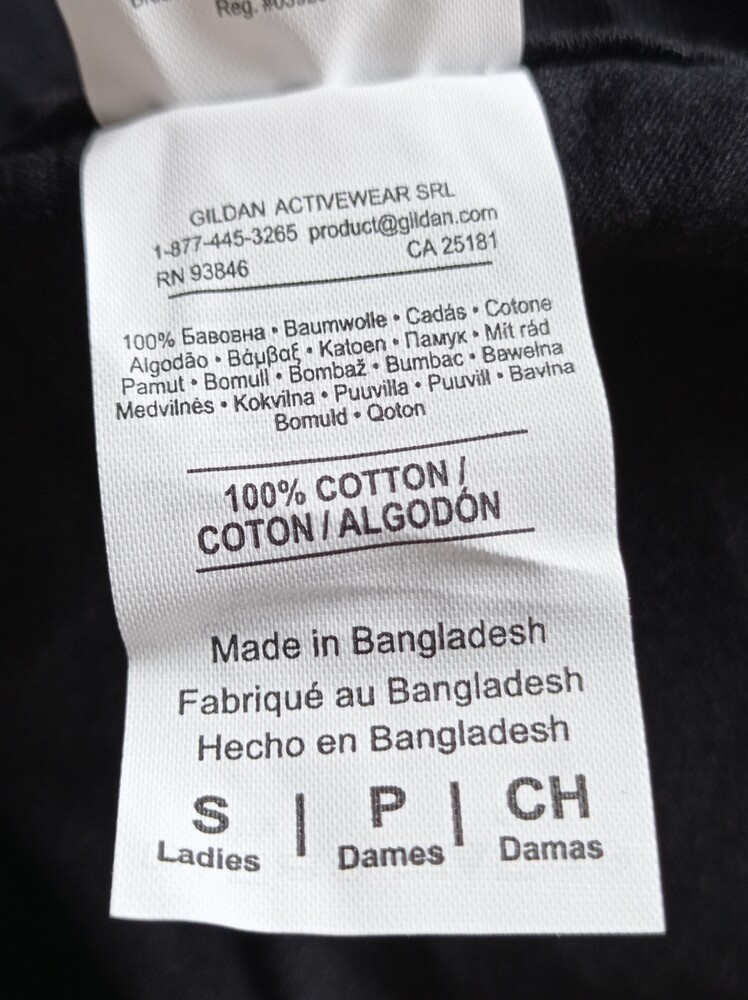 Reg.
GILDAN ACTIVEWEAR SRL
1-877-445-3265 product@gildan.com
RN 93846 CA 25181
100% Бавовна • Baumwolle • Cadás • Cotone
Algodão • Βάμβαξ • Katoen • Памук • Mit rád
Pamut • Bomull • Bombaž • Bumbac • Bawełna
Medvilnės • Kokvilna • Puuvilla • Puuvill • Bavlna
Bomuld • Qoton
100% COTTON /
COTON / ALGODÓN
Made in Bangladesh
Fabriqué au Bangladesh
Hecho en Bangladesh
S | P | CH
Ladies Dames Damas